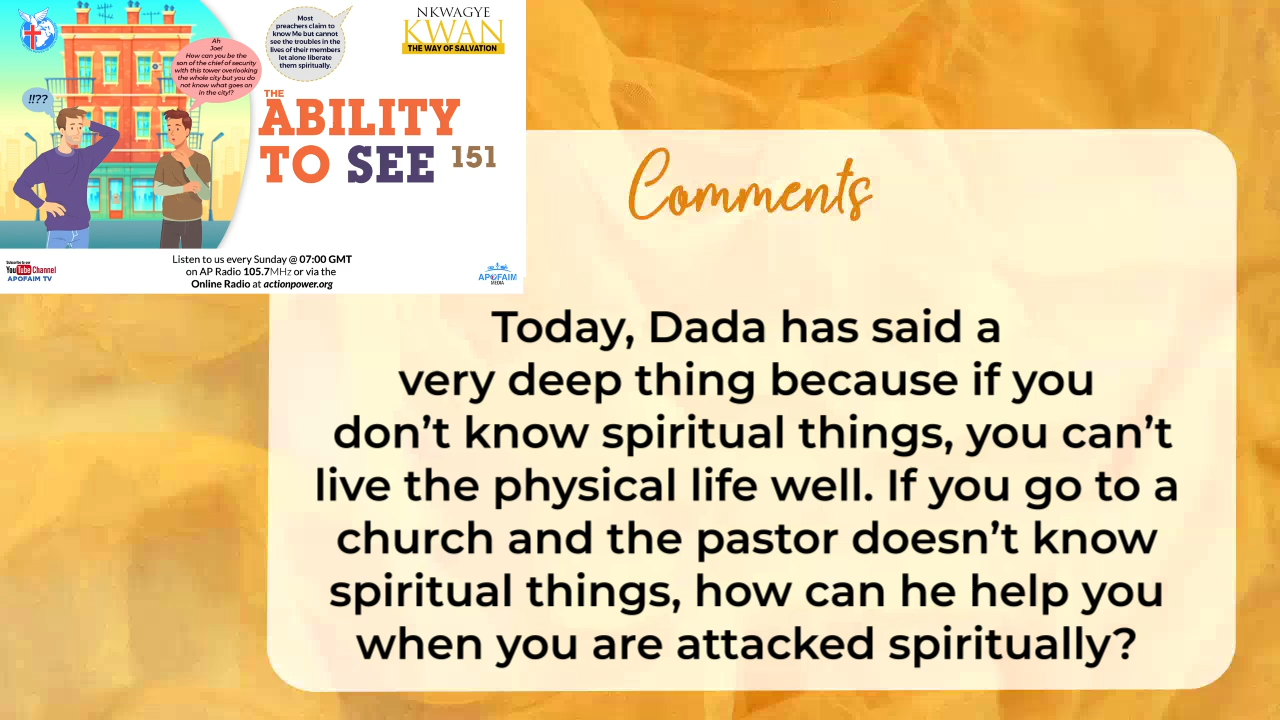 Most
preachers claim to
know Me but cannot
see the troubles in the
lives of their members
let alone liberate
them spiritually.
NKWAGYE
KWAN
THE WAY OF SALVATION
Ah
Joe!
How can you be the
son of the chief of security
with this tower overlooking
the whole city but you do
not know what goes on
in the city!?
!!??
THE
ABILITY
TO SEE 151
Listen to us every Sunday @ 07:00 GMT
on AP Radio 105.7MHz or via the
Online Radio at actionpower.org
YouTube Channel
APOFAIM TV
APOFAIM
MEDIA
Comments
Today, Dada has said a
very deep thing because if you
don’t know spiritual things, you can’t
live the physical life well. If you go to a
church and the pastor doesn’t know
spiritual things, how can he help you
when you are attacked spiritually?